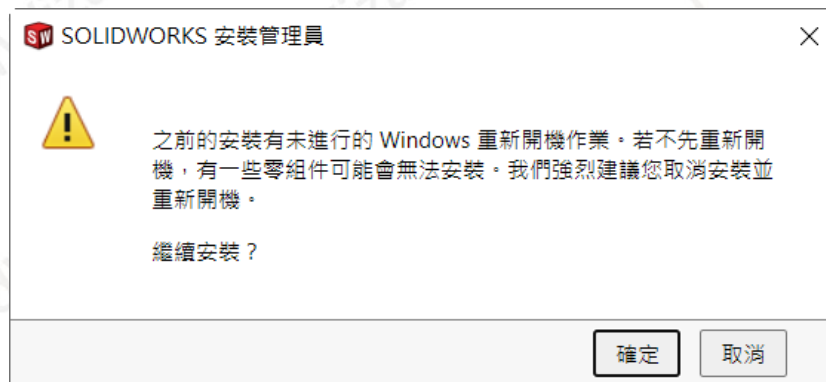 SW SOLIDWORKS 安裝管理員
之前的安裝有未進行的 Windows 重新開機作業。若不先重新開
機，有一些零組件可能會無法安裝。我們強烈建議您取消安裝並
重新開機。
繼續安裝？
確定 取消